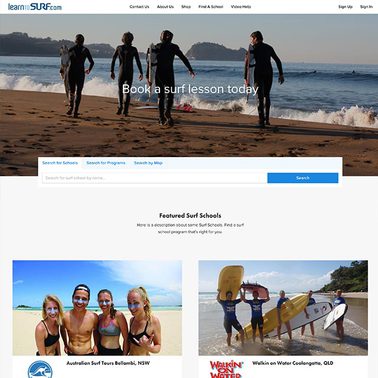 learntoSURF.com
Contact Us About Us Shop Find A School Video Help Sign Up Sign In
Book a surf lesson today
Search for Schools Search for Programs Search by Map
Search for surf school by name...
Search
Featured Surf Schools
Here is a description about some Surf Schools. Find a surf
school program that's right for you.
Australian Surf Tours Bellambi, NSW
WALKIN' ON WATER
Walkin on Water Coolangatta, QLD